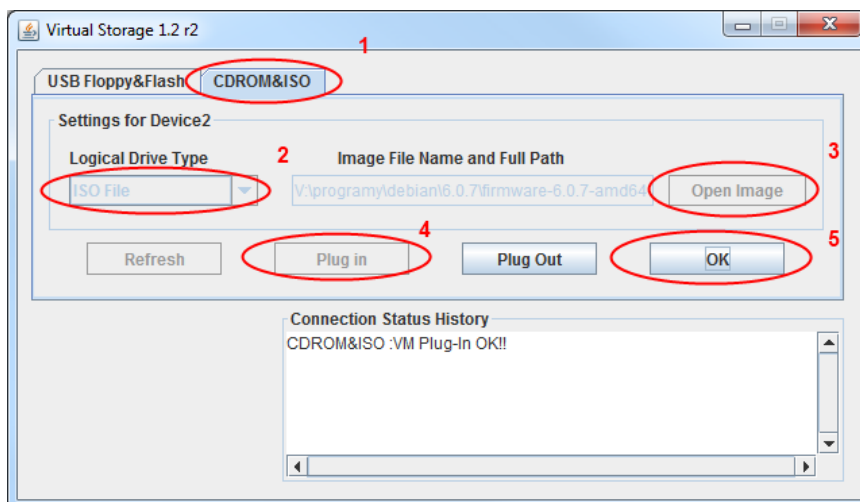 Virtual Storage 1.2 r2
1
USB Floppy&Flash CDROM&ISO
Settings for Device2
Logical Drive Type 2 Image File Name and Full Path 3
ISO File V:\programy\debian\6.0.7\firmware-6.0.7-amd64 Open Image
4 5
Refresh Plug in Plug Out OK
Connection Status History
CDROM&ISO :VM Plug-In OK!!